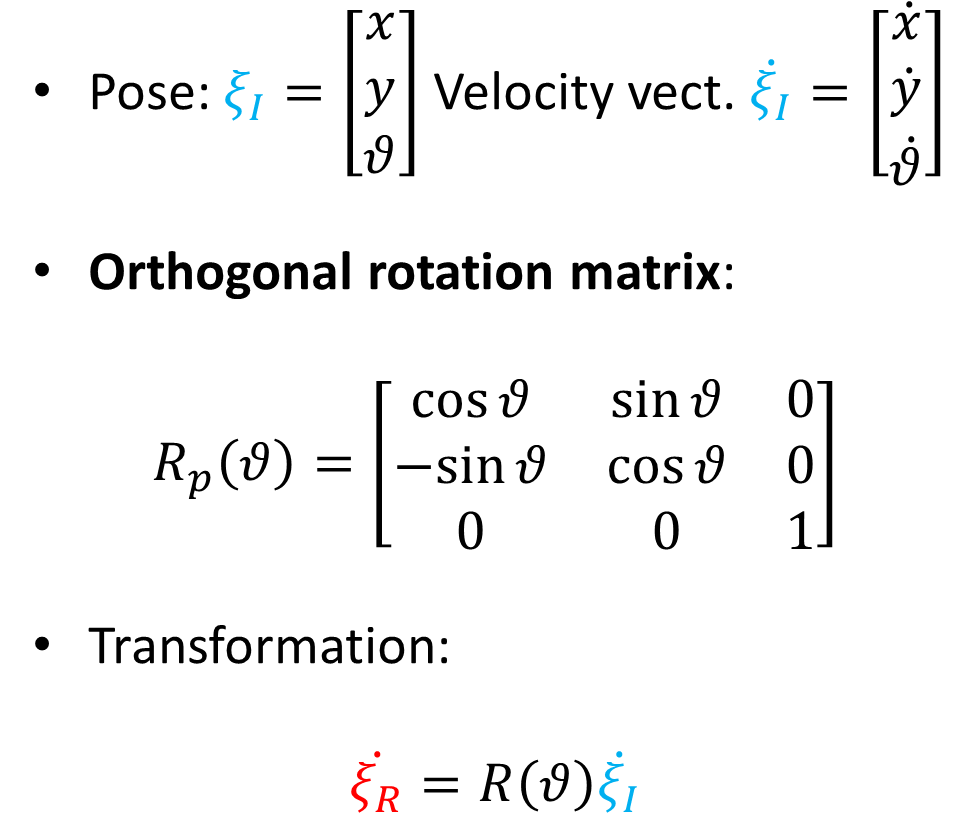 • Pose: ξ_I = [x y ϑ] Velocity vect. ξ̇_I = [ẋ ẏ ϑ̇]
• Orthogonal rotation matrix:
R_p(ϑ) = [cos ϑ sin ϑ 0
−sin ϑ cos ϑ 0
0 0 1]
• Transformation:
ξ̇_R = R(ϑ)ξ̇_I